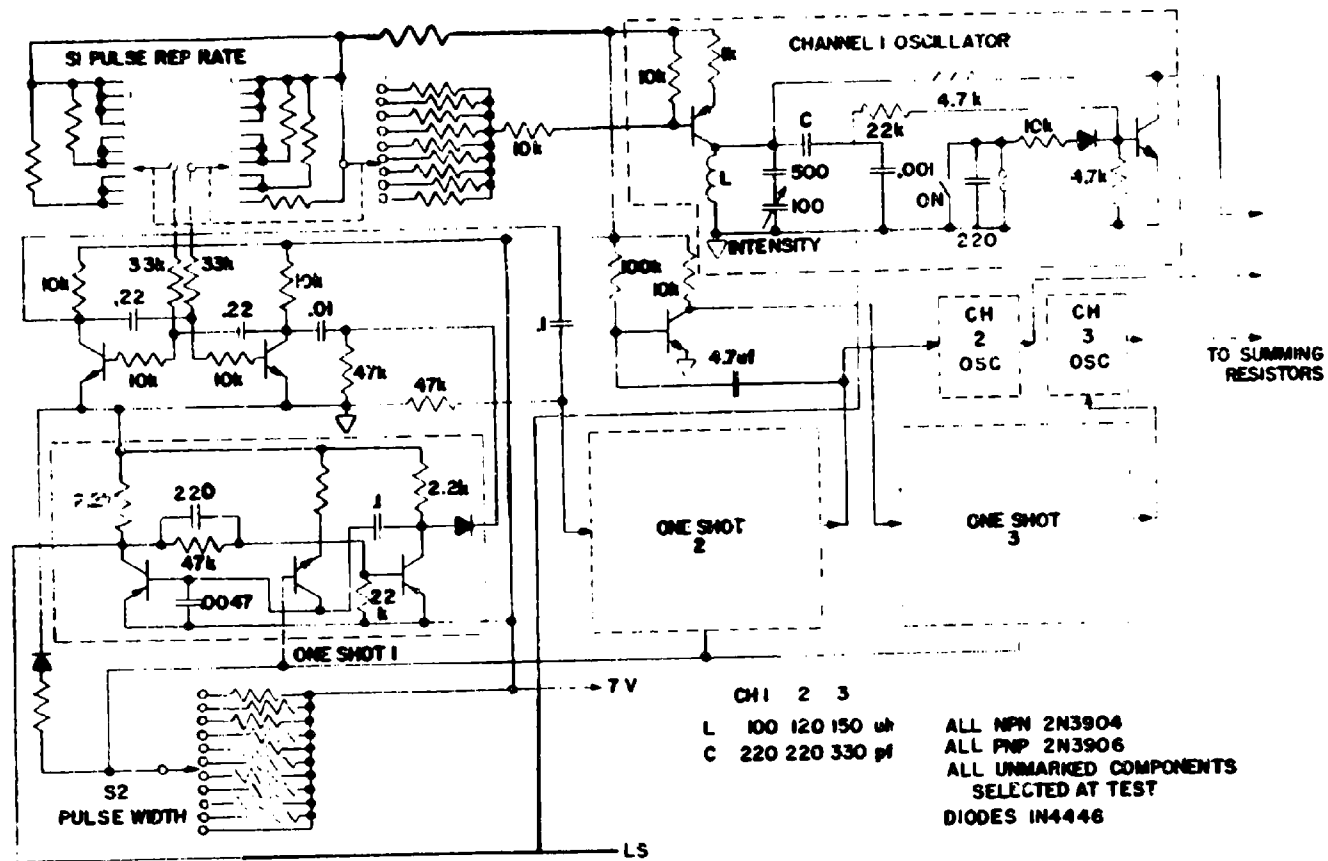 S1 PULSE REP RATE
CHANNEL 1 OSCILLATOR
1k
10k
4.7k
C
22k
10k
10k
L
500
.001
ON
4.7k
100
INTENSITY
220
10k
33k
33k
10k
.22
.22
.01
100k
10k
.1
10k
10k
47k
47k
4.7uf
CH
2
OSC
CH
3
OSC
TO SUMMING
RESISTORS
220
.1
2.2k
47k
.0047
22
k
ONE SHOT
2
ONE SHOT
3
ONE SHOT 1
7 V
CH 1 2 3
L 100 120 150 uh
C 220 220 330 pf
ALL NPN 2N3904
ALL PNP 2N3906
ALL UNMARKED COMPONENTS
SELECTED AT TEST
DIODES 1N4446
S2
PULSE WIDTH
LS